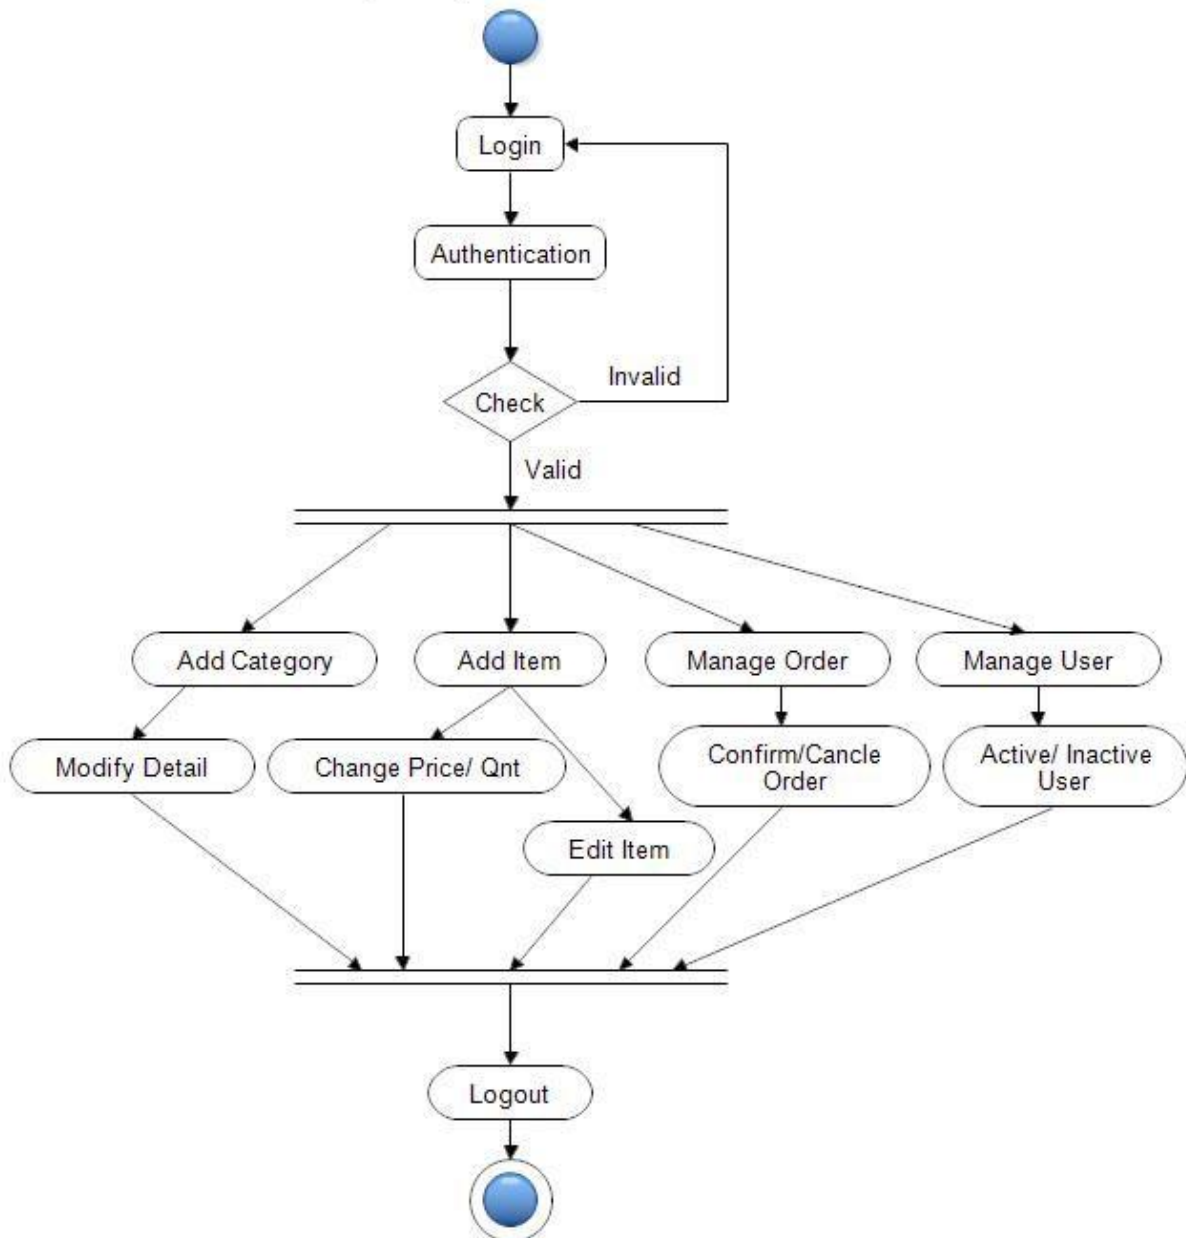 Login
Authentication
Invalid
Check
Valid
Add Category
Add Item
Manage Order
Manage User
Modify Detail
Change Price/ Qnt
Confirm/Cancle
Order
Active/ Inactive
User
Edit Item
Logout